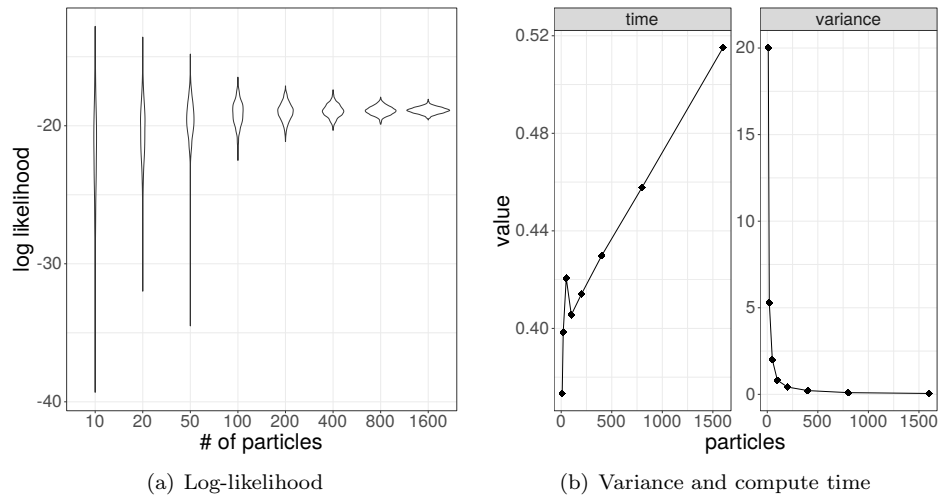 log likelihood
-20
-30
-40
10 20 50 100 200 400 800 1600
# of particles
(a) Log-likelihood
time variance
value
0.52
0.48
0.44
0.40
20
15
10
5
0
0 500 1000 1500 0 500 1000 1500
particles
(b) Variance and compute time